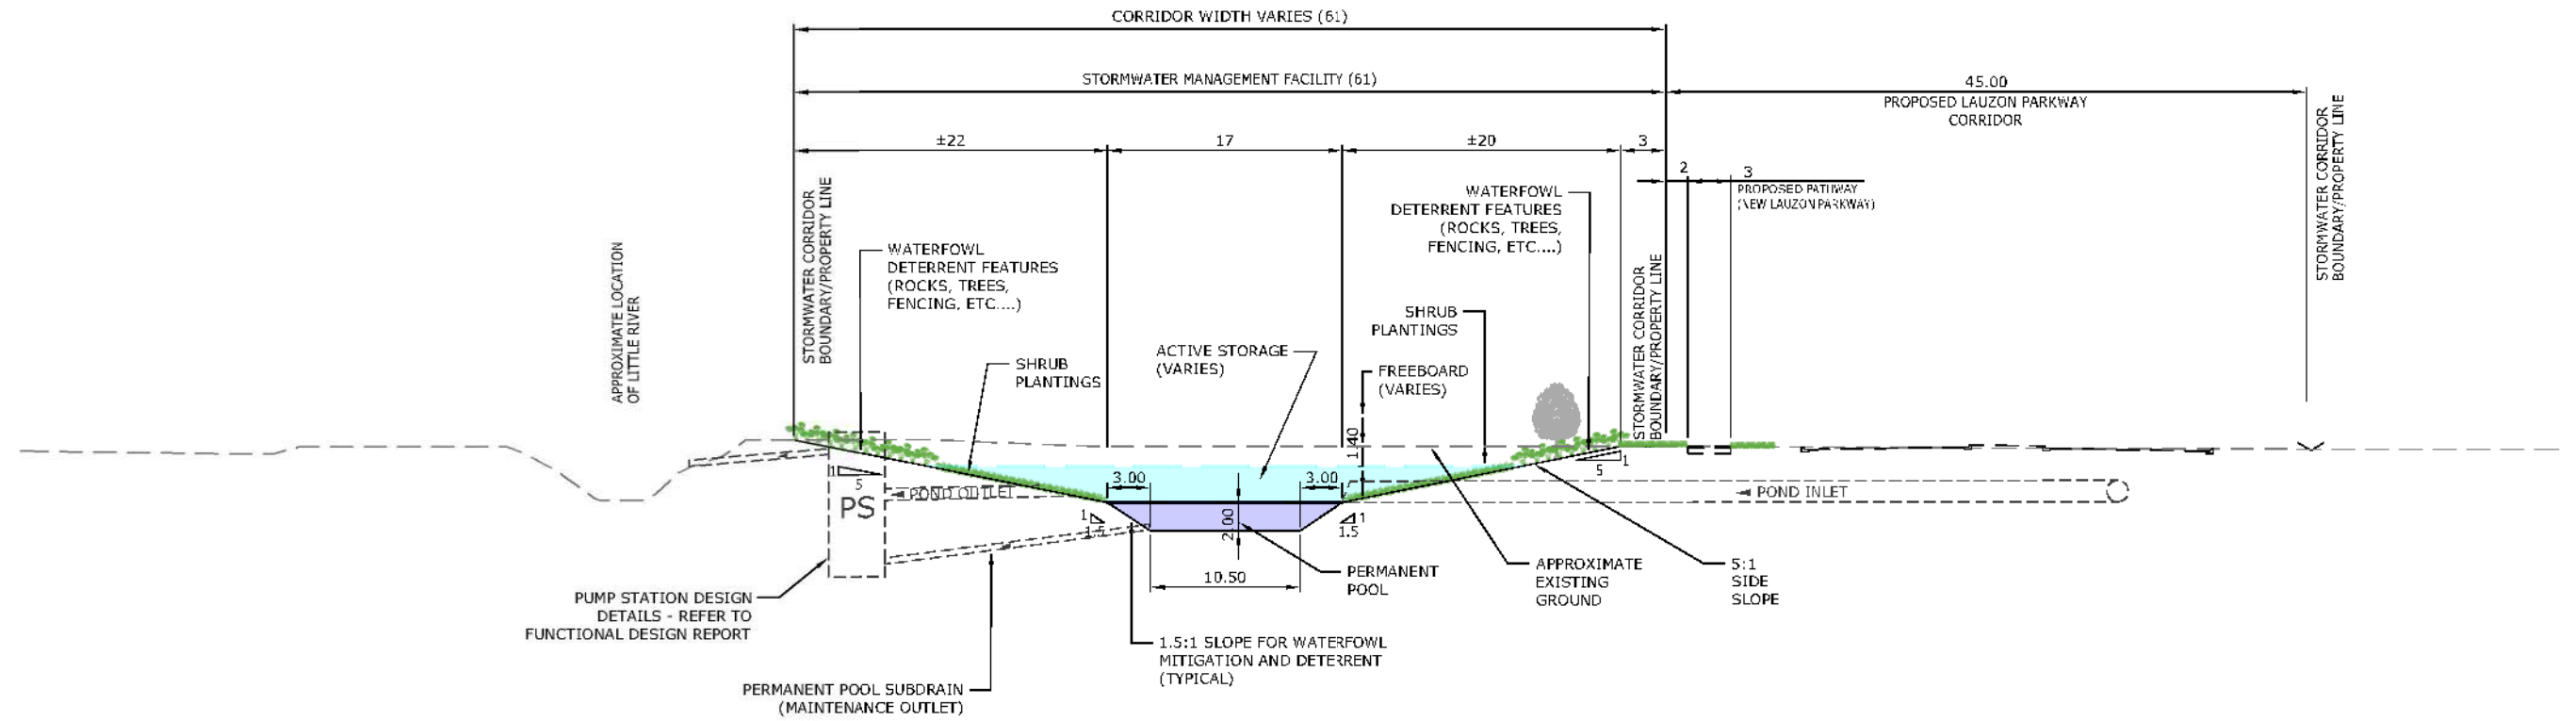 CORRIDOR WIDTH VARIES (61)
STORMWATER MANAGEMENT FACILITY (61)
45.00
PROPOSED LAUZON PARKWAY
CORRIDOR
±22
17
±20
3
2
3
PROPOSED PATHWAY
(NEW LAUZON PARKWAY)
APPROXIMATE LOCATION
OF LITTLE RIVER
STORMWATER CORRIDOR
BOUNDARY/PROPERTY LINE
WATERFOWL
DETERRENT FEATURES
(ROCKS, TREES,
FENCING, ETC....)
SHRUB
PLANTINGS
ACTIVE STORAGE
(VARIES)
FREEBOARD
(VARIES)
SHRUB
PLANTINGS
WATERFOWL
DETERRENT FEATURES
(ROCKS, TREES,
FENCING, ETC....)
STORMWATER CORRIDOR
BOUNDARY/PROPERTY LINE
STORMWATER CORRIDOR
BOUNDARY/PROPERTY LINE
1
5
PS
POND OUTLET
3.00
3.00
1.40
1
5
POND INLET
1
1.5
2.00
1
1.5
10.50
PERMANENT
POOL
APPROXIMATE
EXISTING
GROUND
5:1
SIDE
SLOPE
PUMP STATION DESIGN
DETAILS - REFER TO
FUNCTIONAL DESIGN REPORT
1.5:1 SLOPE FOR WATERFOWL
MITIGATION AND DETERRENT
(TYPICAL)
PERMANENT POOL SUBDRAIN
(MAINTENANCE OUTLET)